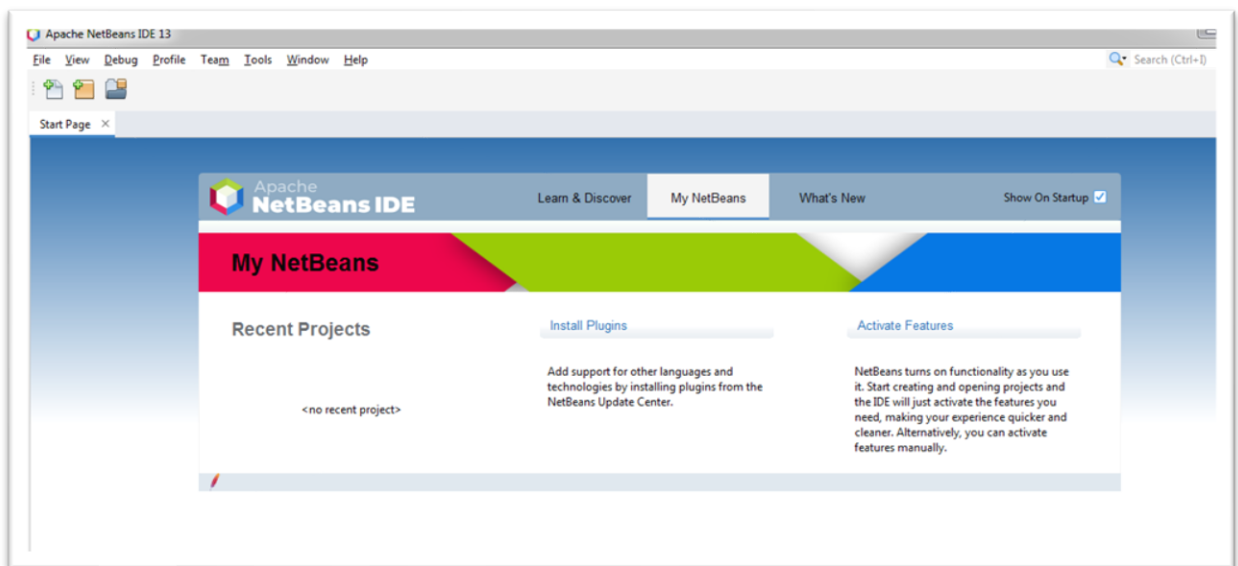 Apache NetBeans IDE 13
File View Debug Profile Team Tools Window Help
Search (Ctrl+I)
Start Page
Apache
NetBeans IDE
Learn & Discover
My NetBeans
What's New
Show On Startup
My NetBeans
Recent Projects
<no recent project>
Install Plugins
Add support for other languages and
technologies by installing plugins from the
NetBeans Update Center.
Activate Features
NetBeans turns on functionality as you use
it. Start creating and opening projects and
the IDE will just activate the features you
need, making your experience quicker and
cleaner. Alternatively, you can activate
features manually.